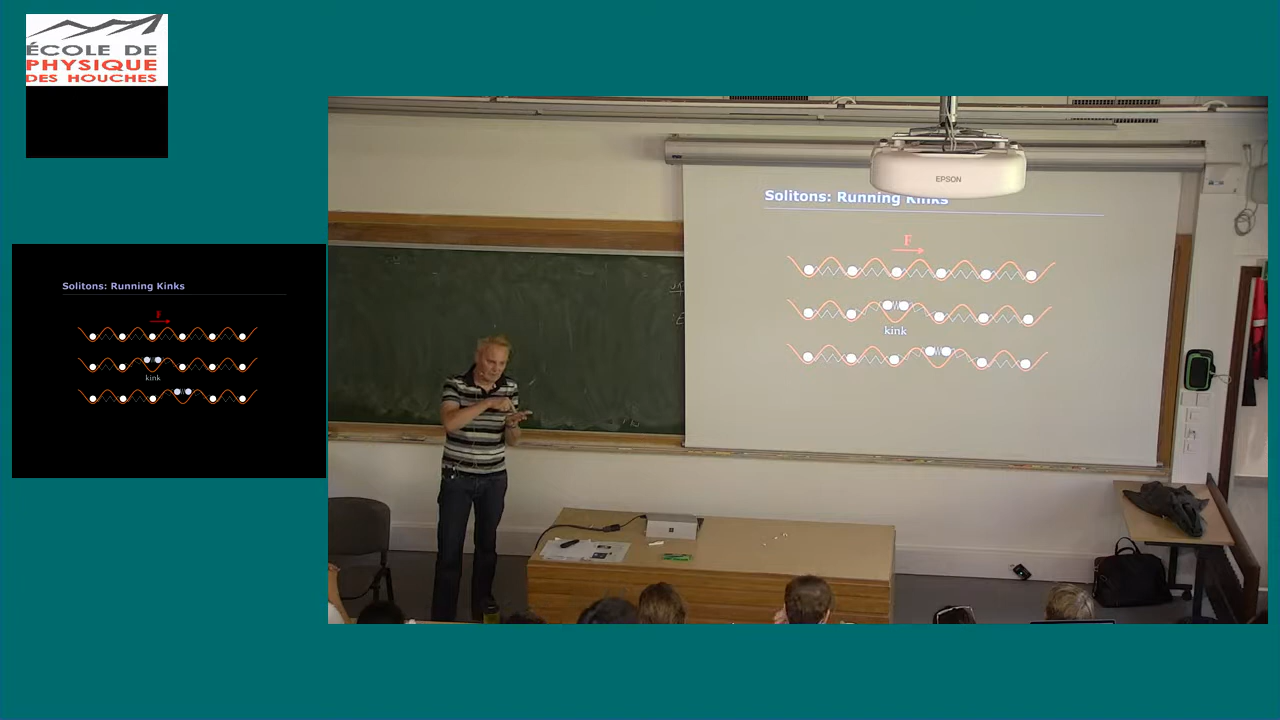 ÉCOLE DE
PHYSIQUE
DES HOUCHES
Solitons: Running Kinks
F
kink
EPSON
Solitons: Running Kinks
F
kink